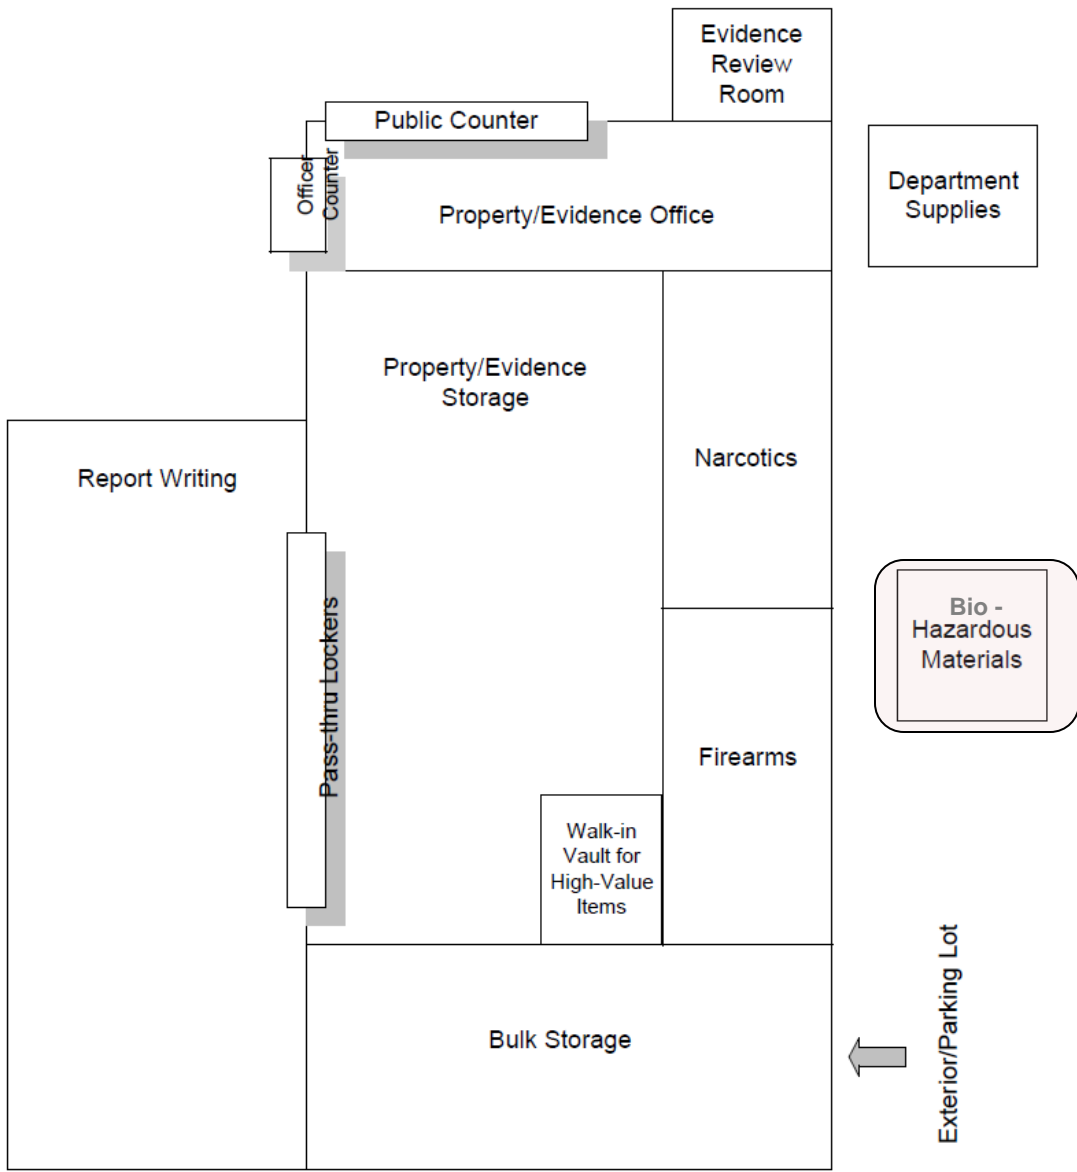 Evidence
Review
Room
Public Counter
Officer
Counter
Property/Evidence Office
Department
Supplies
Property/Evidence
Storage
Report Writing
Narcotics
Pass-thru Lockers
Bio -
Hazardous
Materials
Firearms
Walk-in
Vault for
High-Value
Items
Bulk Storage
Exterior/Parking Lot